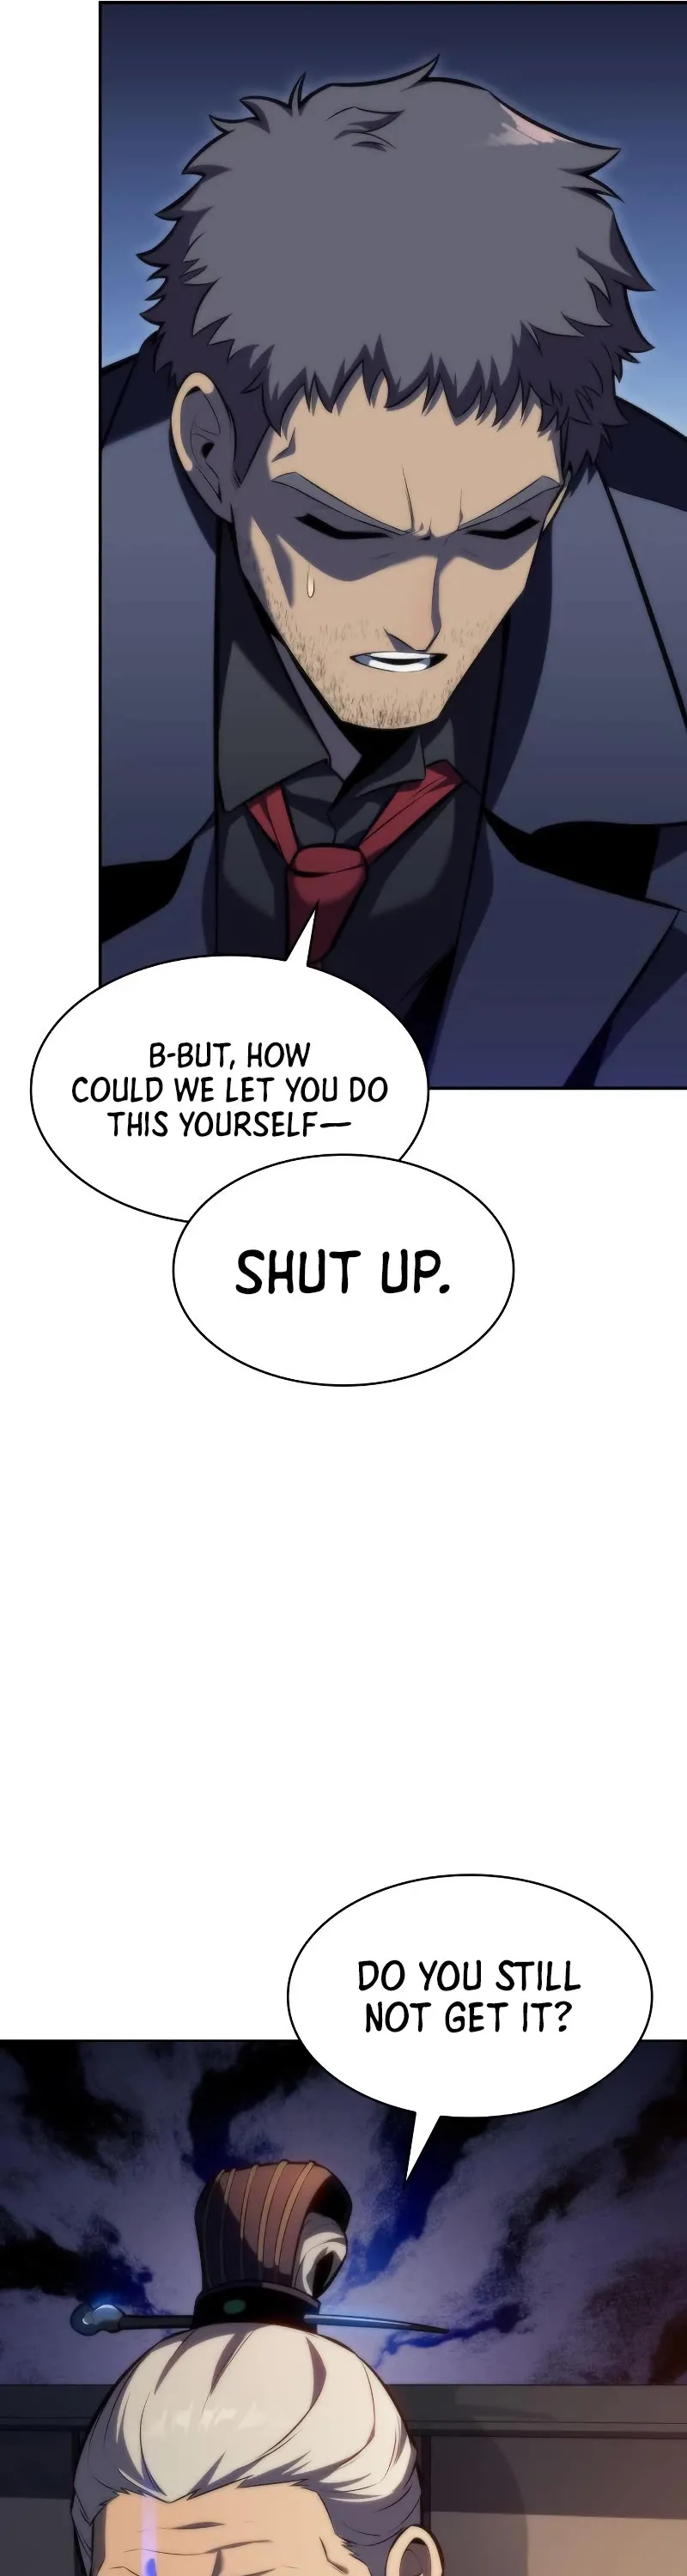 B-BUT, HOW
COULD WE LET YOU DO
THIS YOURSELF—
SHUT UP.
DO YOU STILL
NOT GET IT?